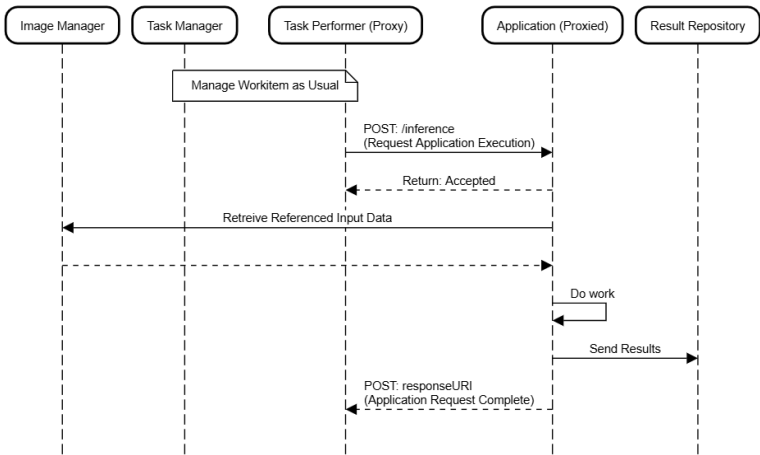 Image Manager
Task Manager
Task Performer (Proxy)
Application (Proxied)
Result Repository
Manage Workitem as Usual
POST: /inference
(Request Application Execution)
Return: Accepted
Retreive Referenced Input Data
Do work
Send Results
POST: responseURI
(Application Request Complete)